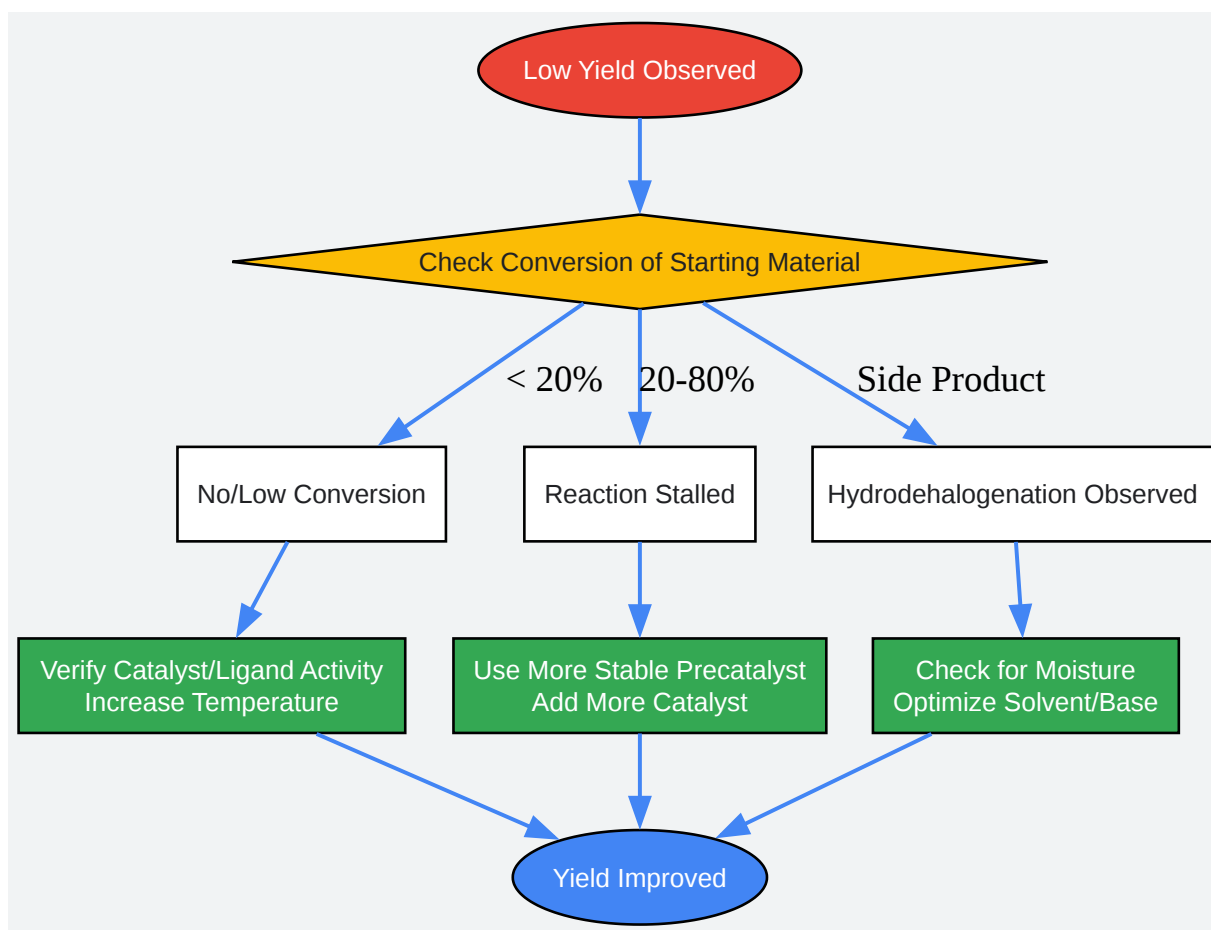 Low Yield Observed
Check Conversion of Starting Material
< 20%
20-80%
Side Product
No/Low Conversion
Reaction Stalled
Hydrodehalogenation Observed
Verify Catalyst/Ligand Activity
Increase Temperature
Use More Stable Precatalyst
Add More Catalyst
Check for Moisture
Optimize Solvent/Base
Yield Improved